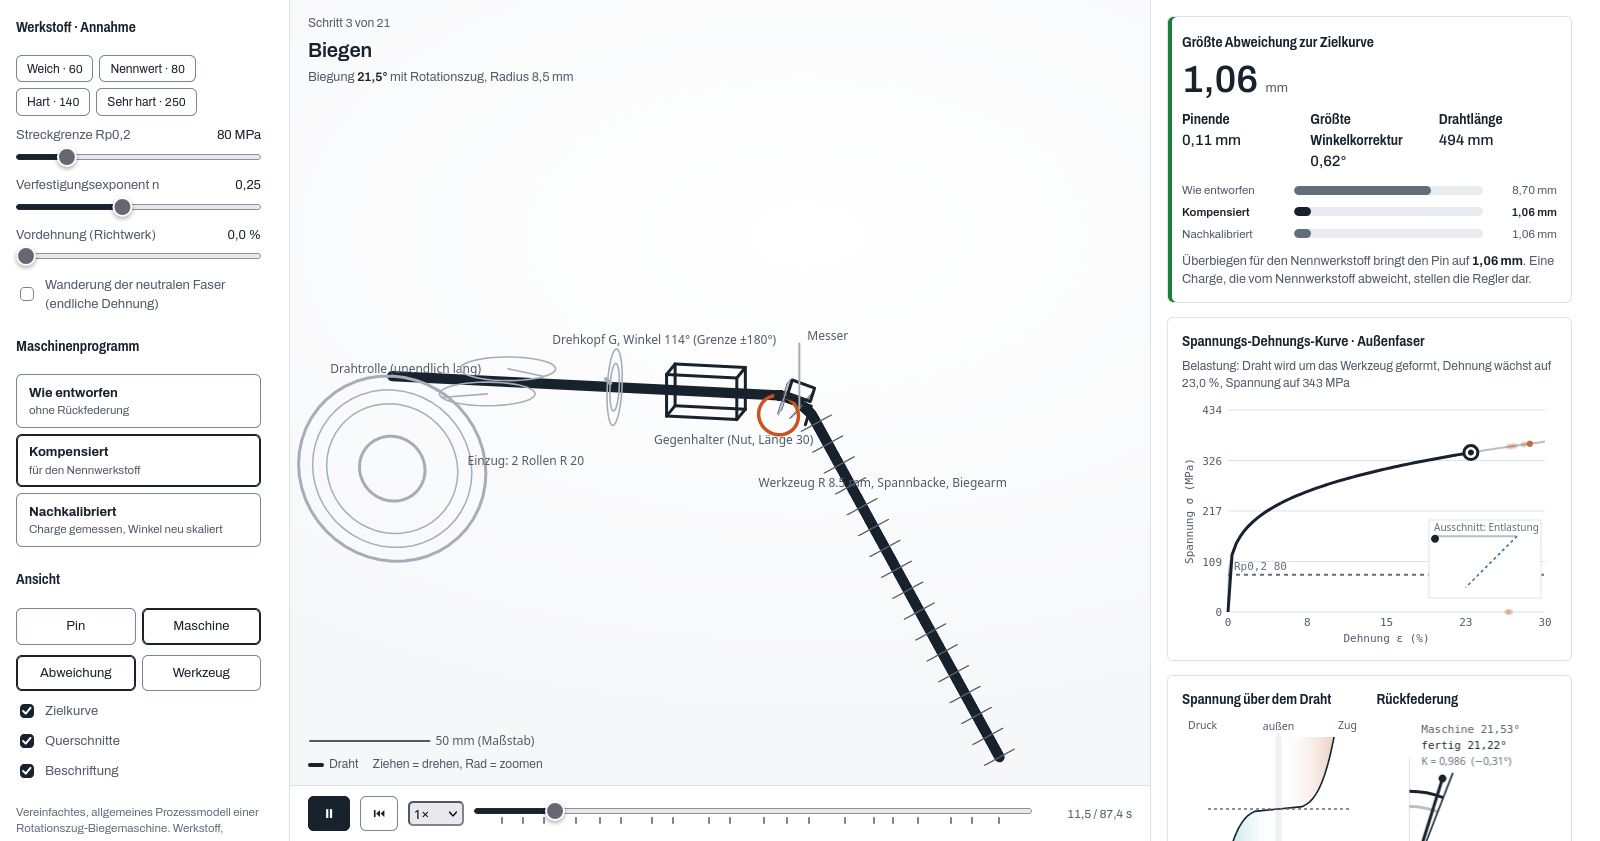 Werkstoff · Annahme
Weich · 60
Nennwert · 80
Hart · 140
Sehr hart · 250
Streckgrenze Rp0,2
80 MPa
Verfestigungsexponent n
0,25
Vordehnung (Richtwerk)
0,0 %
Wanderung der neutralen Faser
(endliche Dehnung)
Maschinenprogramm
Wie entworfen
ohne Rückfederung
Kompensiert
für den Nennwerkstoff
Nachkalibriert
Charge gemessen, Winkel neu skaliert
Ansicht
Pin
Maschine
Abweichung
Werkzeug
Zielkurve
Querschnitte
Beschriftung
Vereinfachtes, allgemeines Prozessmodell einer
Rotationszug-Biegemaschine. Werkstoff,
Schritt 3 von 21
Biegen
Biegung 21,5° mit Rotationszug, Radius 8,5 mm
Drehkopf G, Winkel 114° (Grenze ±180°)
Messer
Drahtrolle (unendlich lang)
Gegenhalter (Nut, Länge 30)
Einzug: 2 Rollen R 20
Werkzeug R 8.5 mm, Spannbacke, Biegearm
50 mm (Maßstab)
Draht
Ziehen = drehen, Rad = zoomen
1×
11,5 / 87,4 s
Größte Abweichung zur Zielkurve
1,06 mm
Pinende
0,11 mm
Größte
Winkelkorrektur
0,62°
Drahtlänge
494 mm
Wie entworfen
8,70 mm
Kompensiert
1,06 mm
Nachkalibriert
1,06 mm
Überbiegen für den Nennwerkstoff bringt den Pin auf 1,06 mm. Eine
Charge, die vom Nennwerkstoff abweicht, stellen die Regler dar.
Spannungs-Dehnungs-Kurve · Außenfaser
Belastung: Draht wird um das Werkzeug geformt, Dehnung wächst auf
23,0 %, Spannung auf 343 MPa
434
326
217
109
0
Spannung σ (MPa)
Rp0,2 80
Ausschnitt: Entlastung
0
8
15
23
30
Dehnung ε (%)
Spannung über dem Draht
Druck
außen
Zug
Rückfederung
Maschine 21,53°
fertig 21,22°
K = 0,986 (−0,31°)